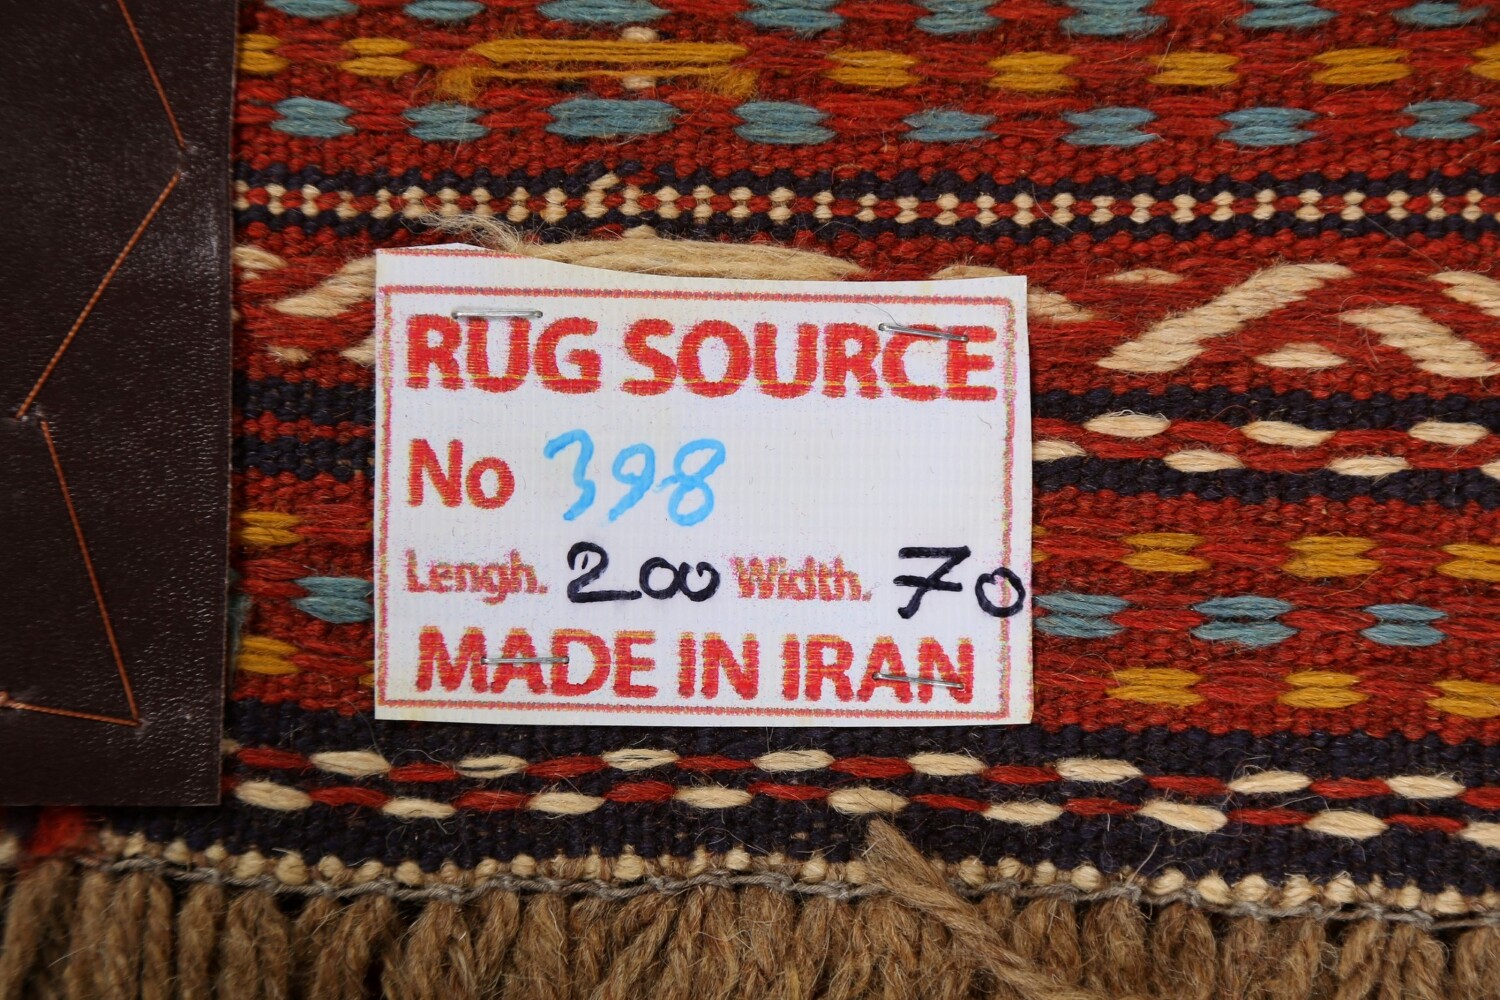 RUG SOURCE
No 398
Lengh. 200 Width. 70
MADE IN IRAN